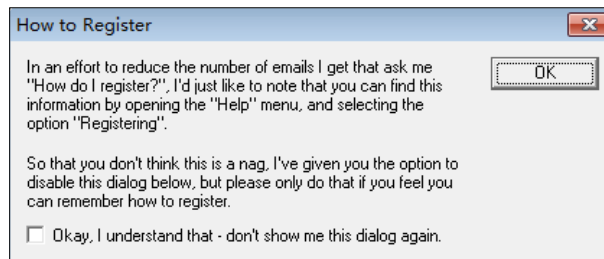 How to Register
In an effort to reduce the number of emails I get that ask me
"How do I register?", I'd just like to note that you can find this
information by opening the "Help" menu, and selecting the
option "Registering".
OK
So that you don't think this is a nag, I've given you the option to
disable this dialog below, but please only do that if you feel you
can remember how to register.
Okay, I understand that - don't show me this dialog again.